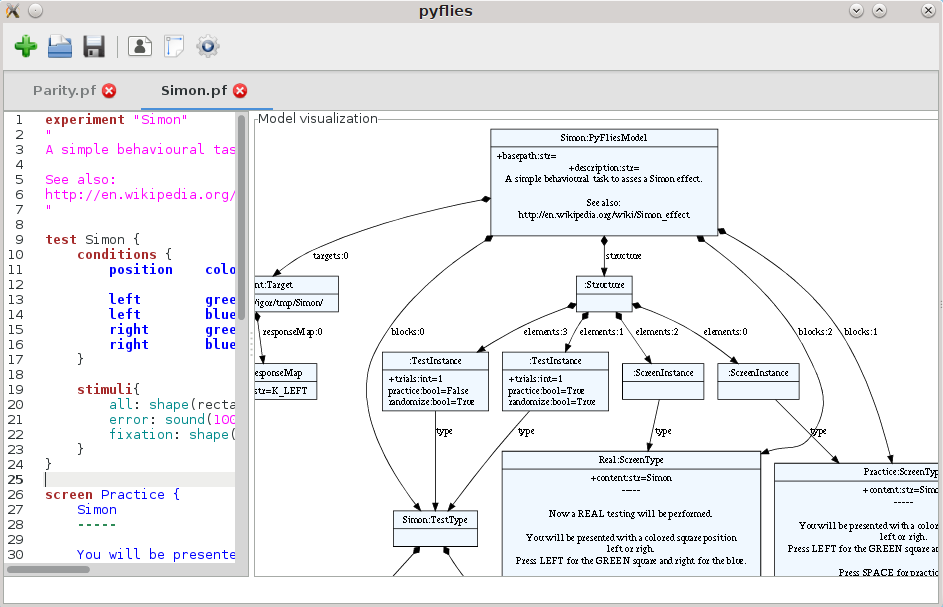 pyflies
Parity.pf
Simon.pf
1 experiment "Simon"
2 "
3 A simple behavioural tas
4
5 See also:
6 http://en.wikipedia.org/
7 "
8
9 test Simon {
10 conditions {
11 position colo
12
13 left gree
14 left blue
15 right gree
16 right blue
17 }
18
19 stimuli{
20 all: shape(recta
21 error: sound(100
22 fixation: shape(
23 }
24 }
25
26 screen Practice {
27 Simon
28 -----
29
30 You will be presente
Model visualization
Simon:PyFliesModel
+basepath:str=
+description:str=
A simple behavioural task to asses a Simon effect.
See also:
http://en.wikipedia.org/wiki/Simon_effect
targets:0
structure
nt:Target
/igor/tmp/Simon/
:Structure
responseMap:0
blocks:0
elements:3
elements:1
elements:2
elements:0
blocks:2
blocks:1
esponseMap
str=K_LEFT
:TestInstance
+trials:int=1
practice:bool=False
randomize:bool=True
:TestInstance
+trials:int=1
practice:bool=True
randomize:bool=True
:ScreenInstance
:ScreenInstance
type
type
type
type
Simon:TestType
Real:ScreenType
+content:str=Simon
-----
Now a REAL testing will be performed.
You will be presented with a colored square position
left or righ.
Press LEFT for the GREEN square and right for the blue.
Practice:ScreenTyp
+content:str=Simo
-----
You will be presented with a color
left or righ.
Press LEFT for the GREEN square an
Press SPACE for practic